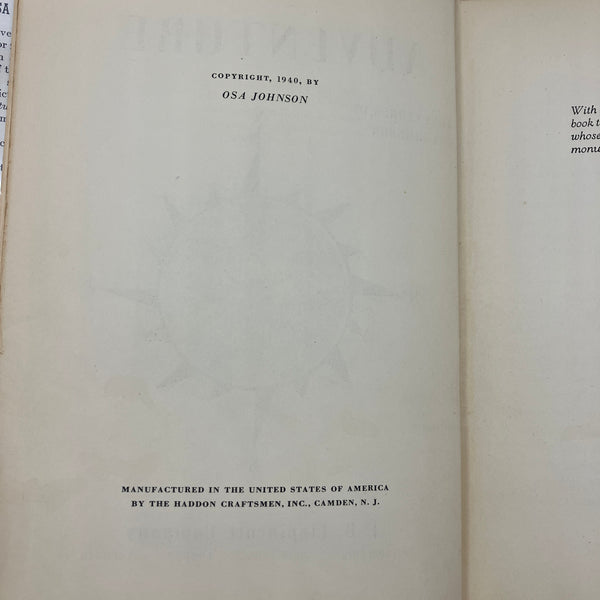 COPYRIGHT, 1940, BY
OSA JOHNSON
MANUFACTURED IN THE UNITED STATES OF AMERICA
BY THE HADDON CRAFTSMEN, INC., CAMDEN, N. J.
With
book t
whose
monu